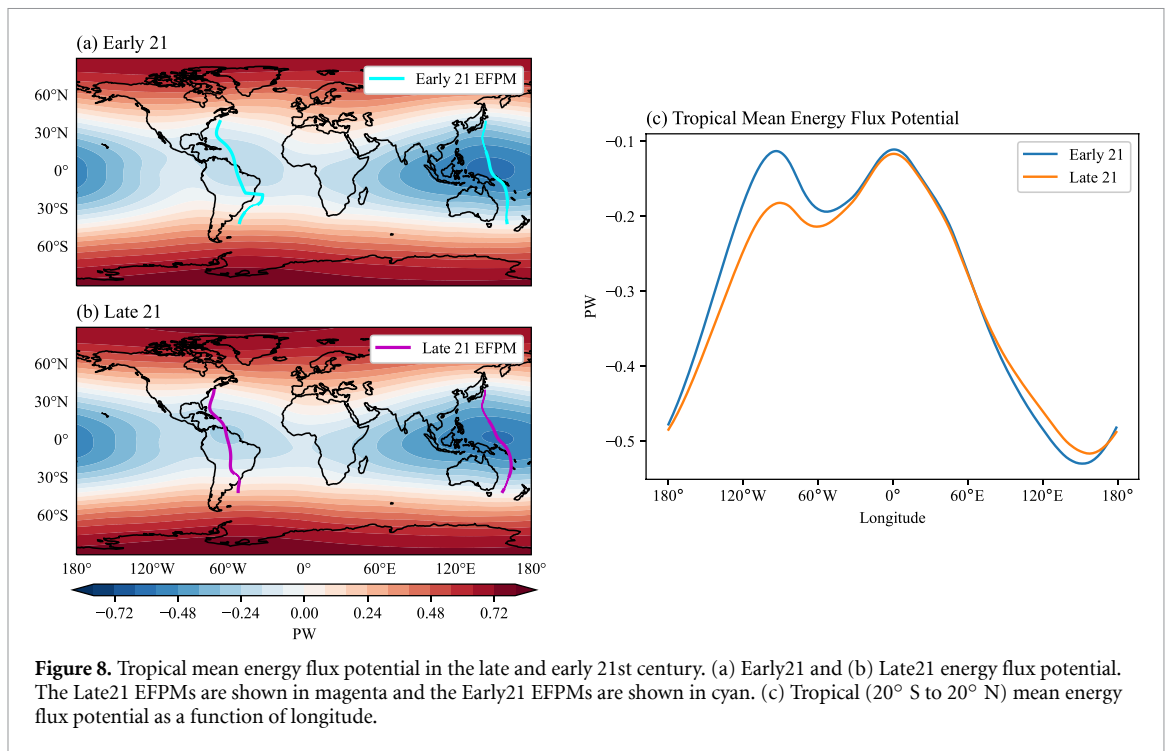 (a) Early 21
Early 21 EFPM
60°N
30°N
0°
30°S
60°S
(b) Late 21
Late 21 EFPM
60°N
30°N
0°
30°S
60°S
180° 120°W 60°W 0° 60°E 120°E 180°
−0.72 −0.48 −0.24 0.00 0.24 0.48 0.72
PW
(c) Tropical Mean Energy Flux Potential
Early 21
Late 21
−0.1
−0.2
−0.3
−0.4
−0.5
PW
180° 120°W 60°W 0° 60°E 120°E 180°
Longitude
Figure 8. Tropical mean energy flux potential in the late and early 21st century. (a) Early21 and (b) Late21 energy flux potential.
The Late21 EFPMs are shown in magenta and the Early21 EFPMs are shown in cyan. (c) Tropical (20° S to 20° N) mean energy
flux potential as a function of longitude.